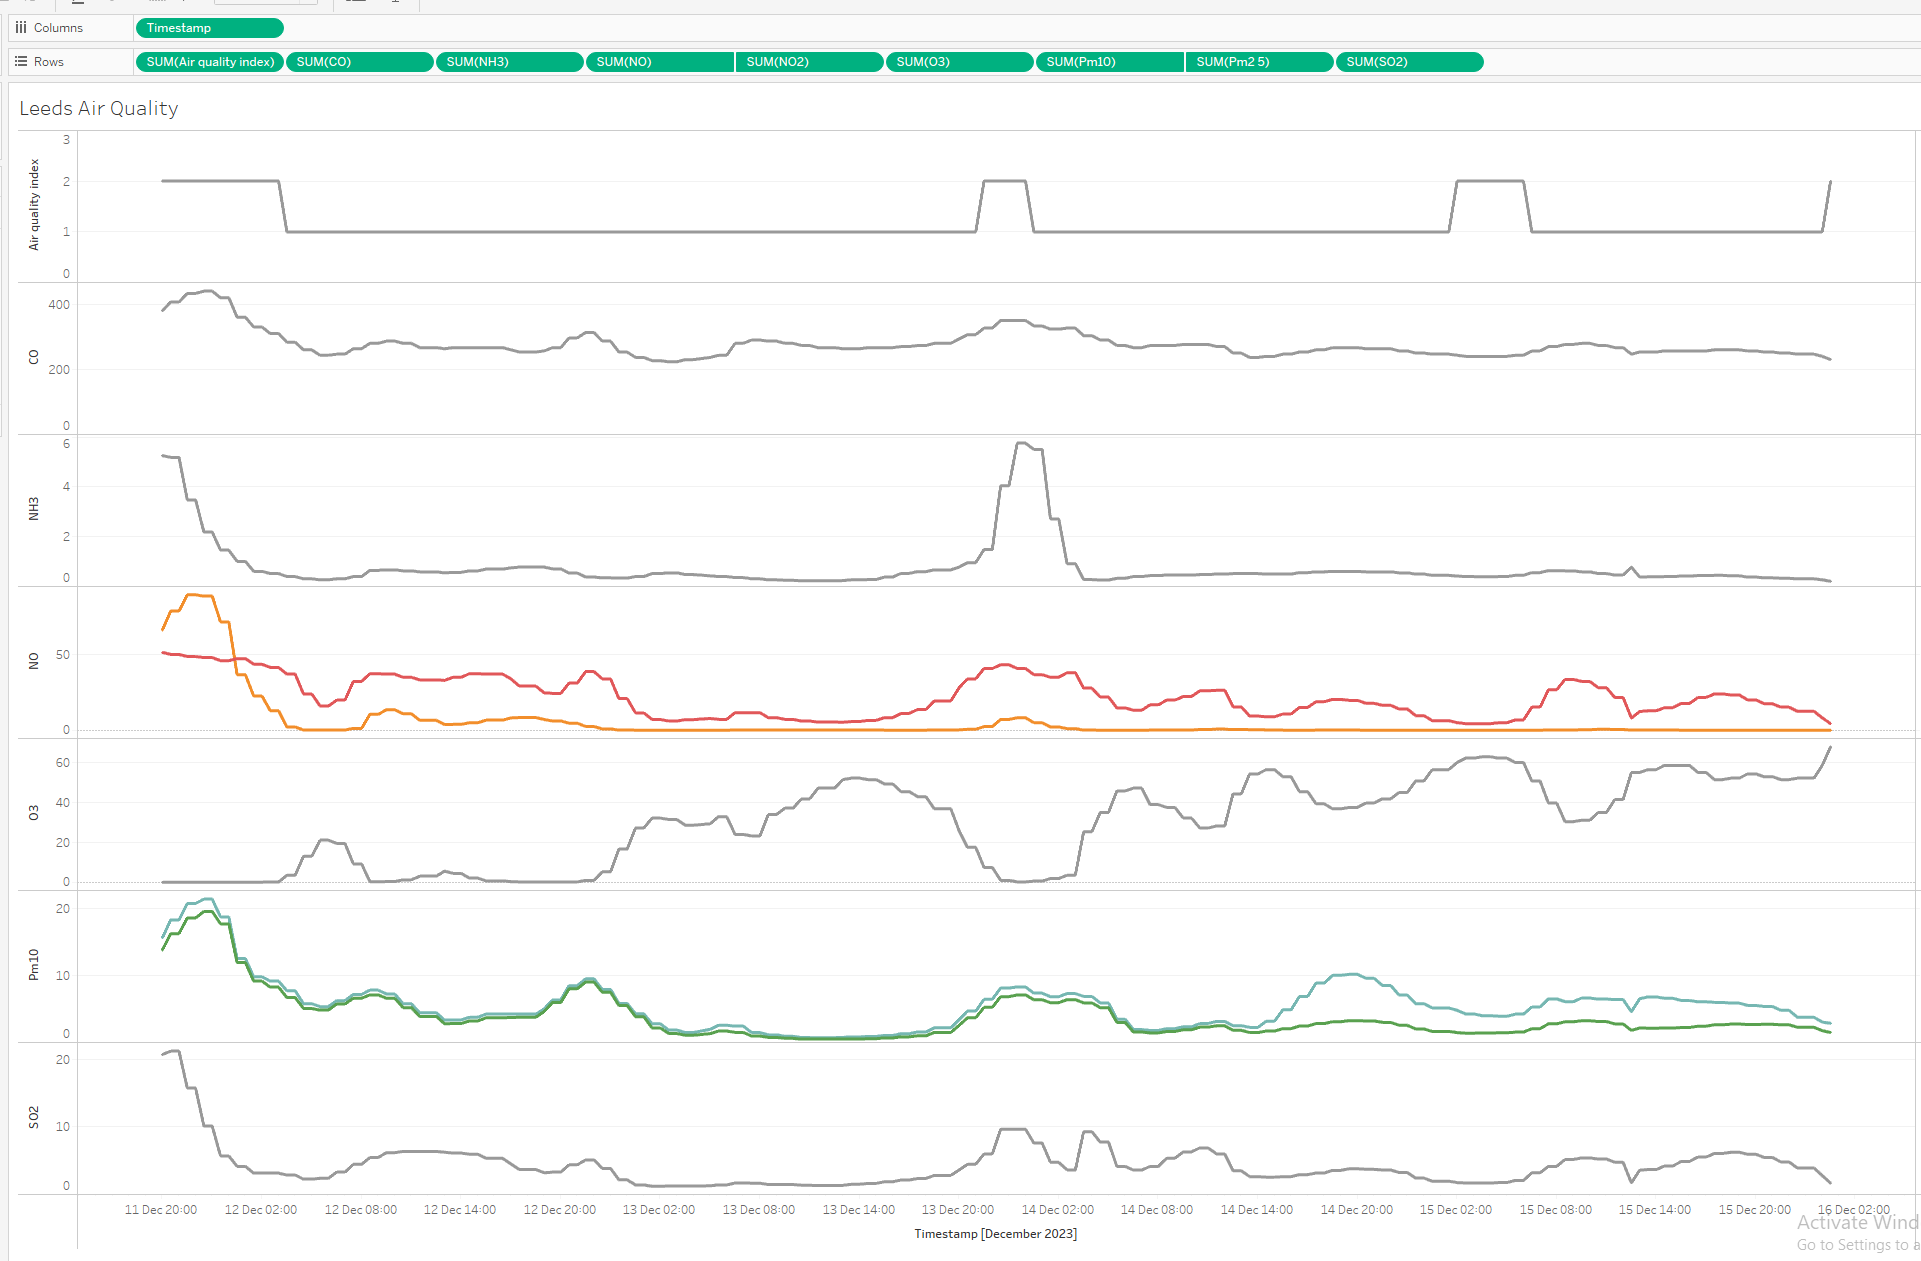 Columns
Timestamp
Rows
SUM(Air quality index) SUM(CO) SUM(NH3) SUM(NO) SUM(NO2) SUM(O3) SUM(Pm10) SUM(Pm2 5) SUM(SO2)
Leeds Air Quality
Air quality index
3
2
1
0
CO
400
200
0
NH3
6
4
2
0
NO
50
0
O3
60
40
20
0
Pm10
20
10
0
SO2
20
10
0
11 Dec 20:00 12 Dec 02:00 12 Dec 08:00 12 Dec 14:00 12 Dec 20:00 13 Dec 02:00 13 Dec 08:00 13 Dec 14:00 13 Dec 20:00 14 Dec 02:00 14 Dec 08:00 14 Dec 14:00 14 Dec 20:00 15 Dec 02:00 15 Dec 08:00 15 Dec 14:00 15 Dec 20:00 16 Dec 02:00
Timestamp [December 2023]
Activate Wind
Go to Settings to a